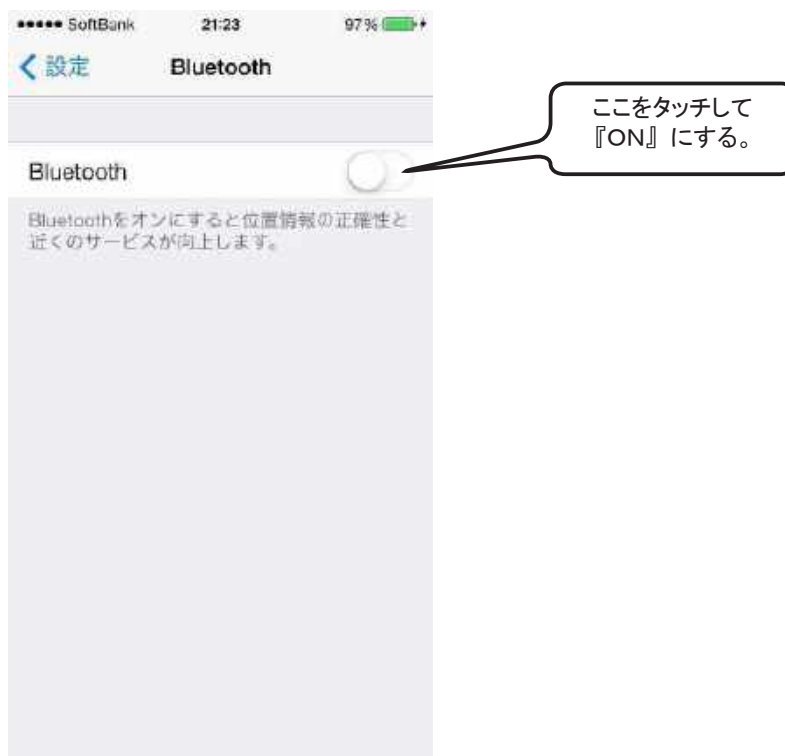 ●●●●● SoftBank 21:23 97%
設定 Bluetooth
ここをタッチして
『ON』にする。
Bluetooth
Bluetoothをオンにすると位置情報の正確性と
近くのサービスが向上します。